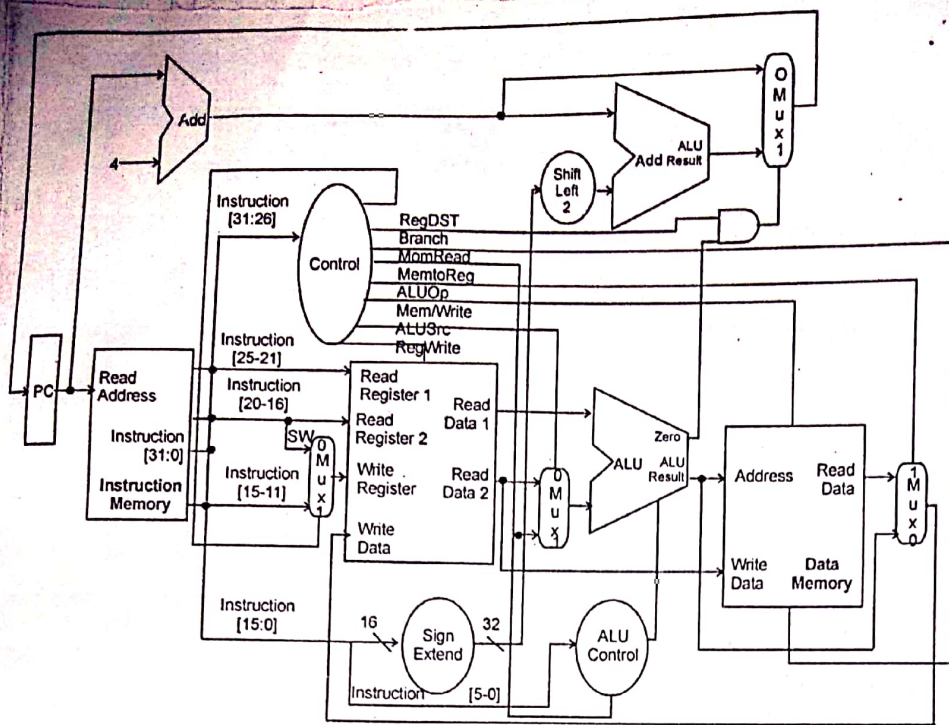 Add
4
0
M
u
x
1
ALU
Add Result
Shift
Left
2
Instruction
[31:26]
Control
RegDST
Branch
MomRead
MemtoReg
ALUOp
Mem/Write
ALUSrc
RegWrite
PC
Read
Address
Instruction
[31:0]
Instruction
Memory
Instruction
[25-21]
Instruction
[20-16]
SW
0
M
u
x
1
Instruction
[15-11]
Read
Register 1
Read
Register 2
Write
Register
Write
Data
Read
Data 1
Read
Data 2
0
M
u
x
1
Zero
ALU
ALU
Result
Address
Read
Data
Write
Data
Data
Memory
1
M
u
x
0
Instruction
[15:0]
16
Sign
Extend
32
ALU
Control
Instruction [5-0]